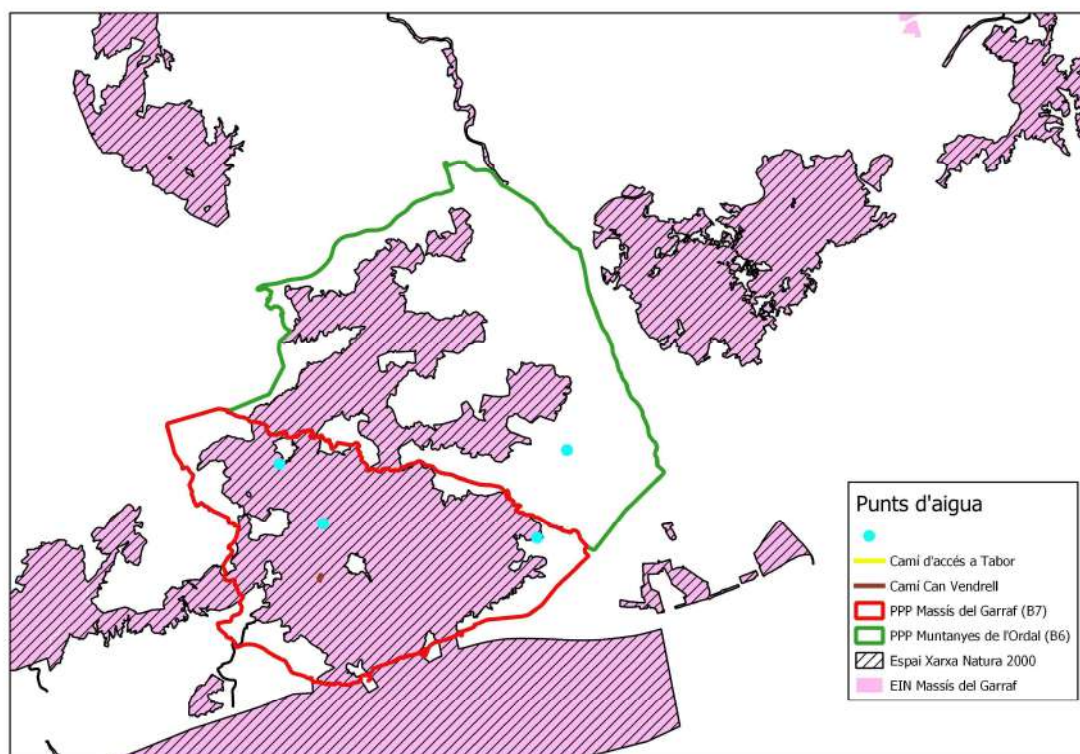 Punts d'aigua
Camí d'accés a Tabor
Camí Can Vendrell
PPP Massís del Garraf (B7)
PPP Muntanyes de l'Ordal (B6)
Espai Xarxa Natura 2000
EIN Massís del Garraf